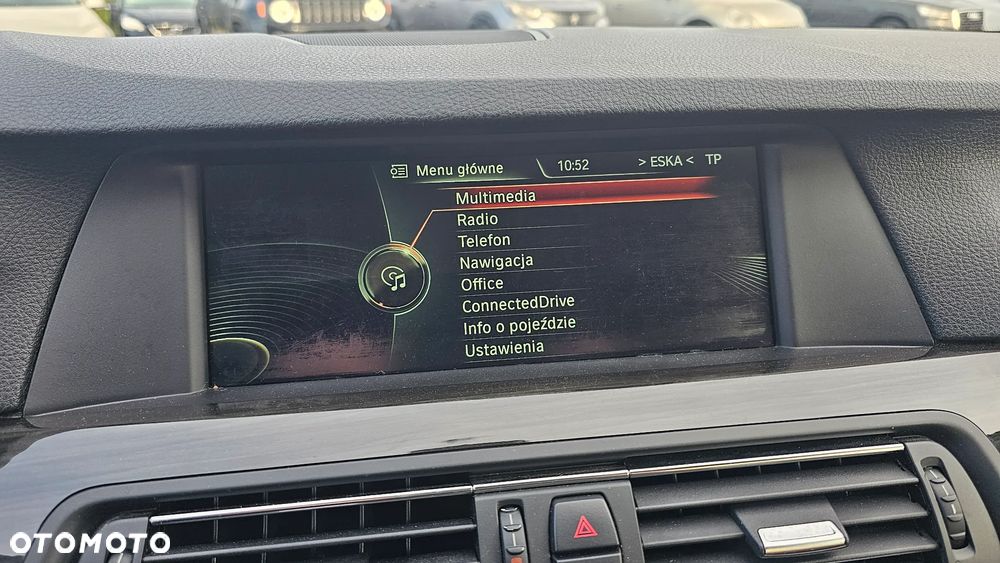 Menu główne 10:52 > ESKA < TP
Multimedia
Radio
Telefon
Nawigacja
Office
ConnectedDrive
Info o pojeździe
Ustawienia
OTOMOTO